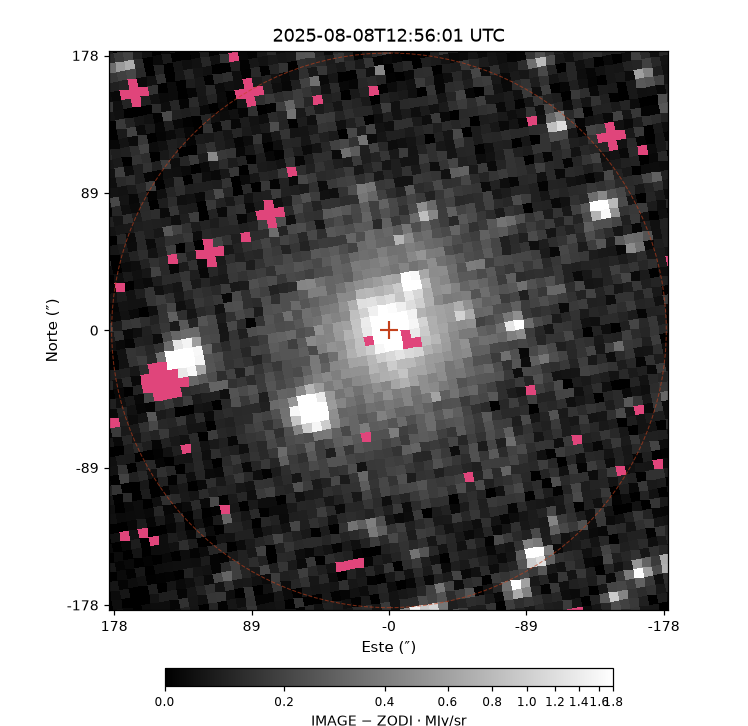 2025-08-08T12:56:01 UTC
178
89
0
-89
-178
Norte (″)
178 89 -0 -89 -178
Este (″)
0.0 0.2 0.4 0.6 0.8 1.0 1.2 1.4 1.6 1.8
IMAGE − ZODI · MJy/sr